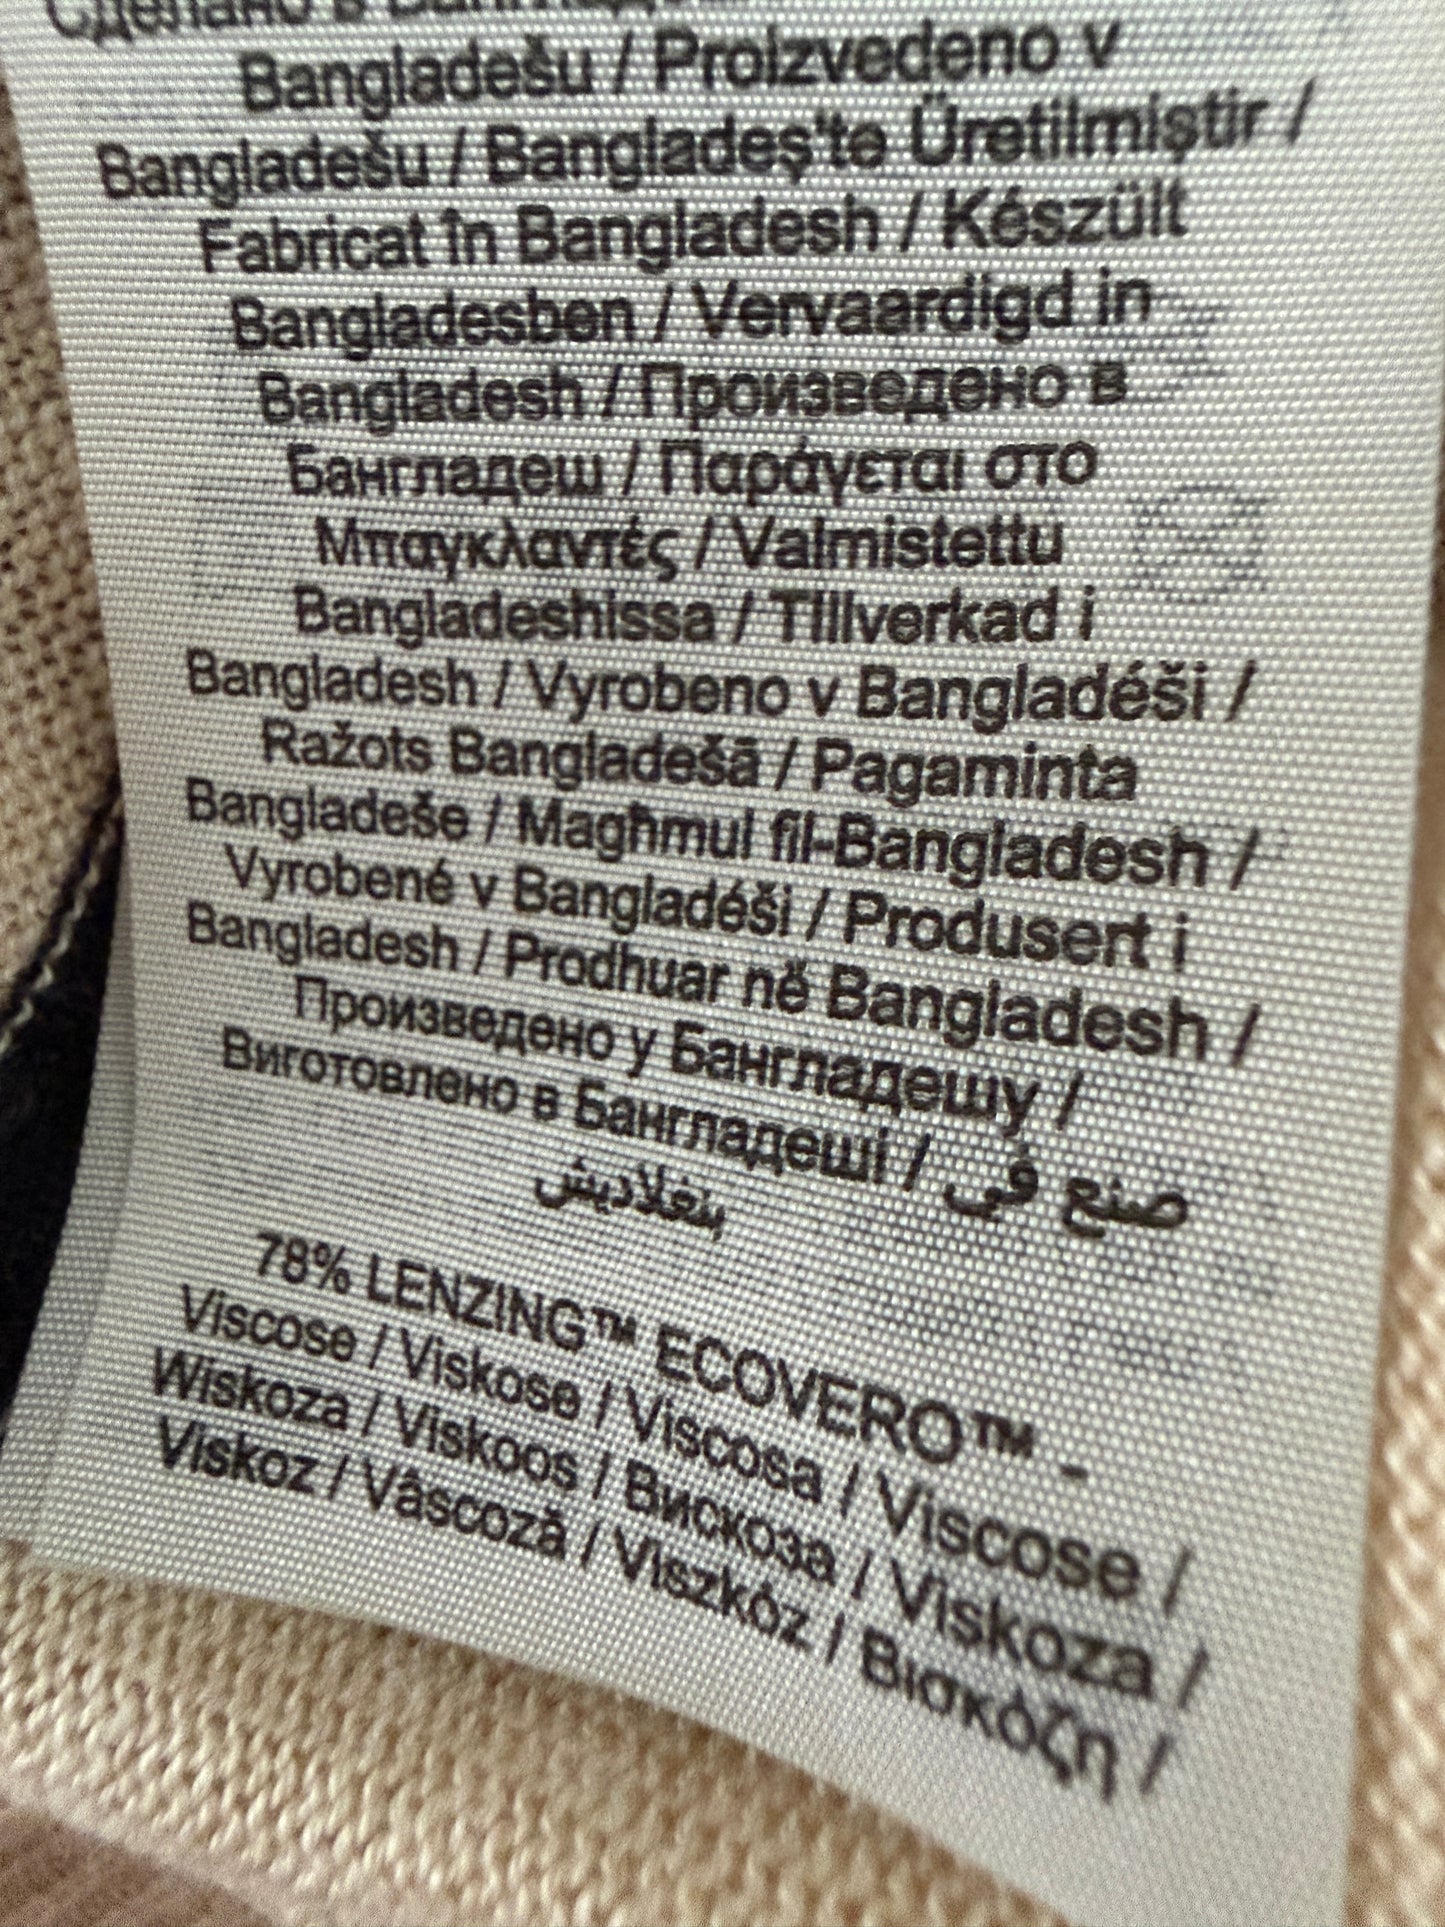 Сделано в
Bangladešu / Proizvedeno v
Bangladešu / Bangladeş'te Üretilmiştir /
Fabricat în Bangladesh / Készült
Bangladesben / Vervaardigd in
Bangladesh / Произведено в
Бангладеш / Παράγεται στο
Μπαγκλαντές / Valmistettu
Bangladeshissa / Tillverkad i
Bangladesh / Vyrobeno v Bangladéši /
Ražots Bangladešā / Pagaminta
Bangladeše / Magħmul fil-Bangladesh /
Vyrobené v Bangladéši / Produsert i
Bangladesh / Prodhuar në Bangladesh /
Произведено у Бангладешу /
Виготовлено в Бангладеші / صنع في
بنغلاديش
78% LENZING™ ECOVERO™ -
Viscose / Viskose / Viscosa / Viscose /
Wiskoza / Viskoos / Вискоза / Viskoza /
Viskoz / Vâscoză / Viszkóz / Βισκόζη /